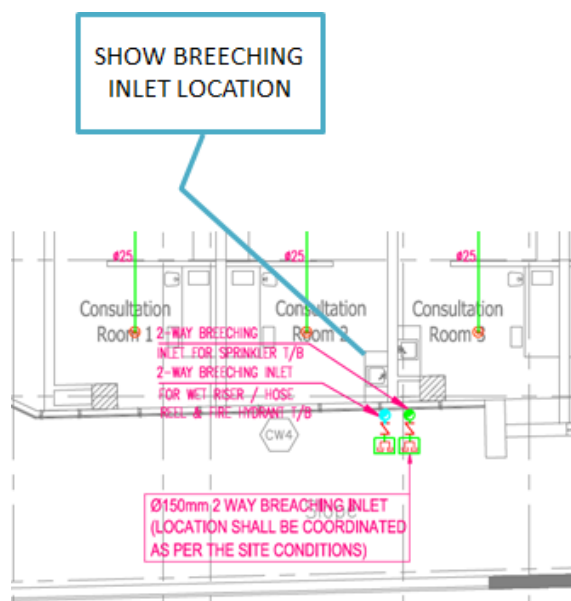 SHOW BREECHING
INLET LOCATION
ø25
ø25
ø25
Consultation
Room 1
Consultation
Room 2
Consultation
Room 3
2-WAY BREECHING
INLET FOR SPRINKLER T/B
2-WAY BREECHING INLET
FOR WET RISER / HOSE
REEL & FIRE HYDRANT T/B
CW4
Slope
Ø150mm 2 WAY BREACHING INLET
(LOCATION SHALL BE COORDINATED
AS PER THE SITE CONDITIONS)